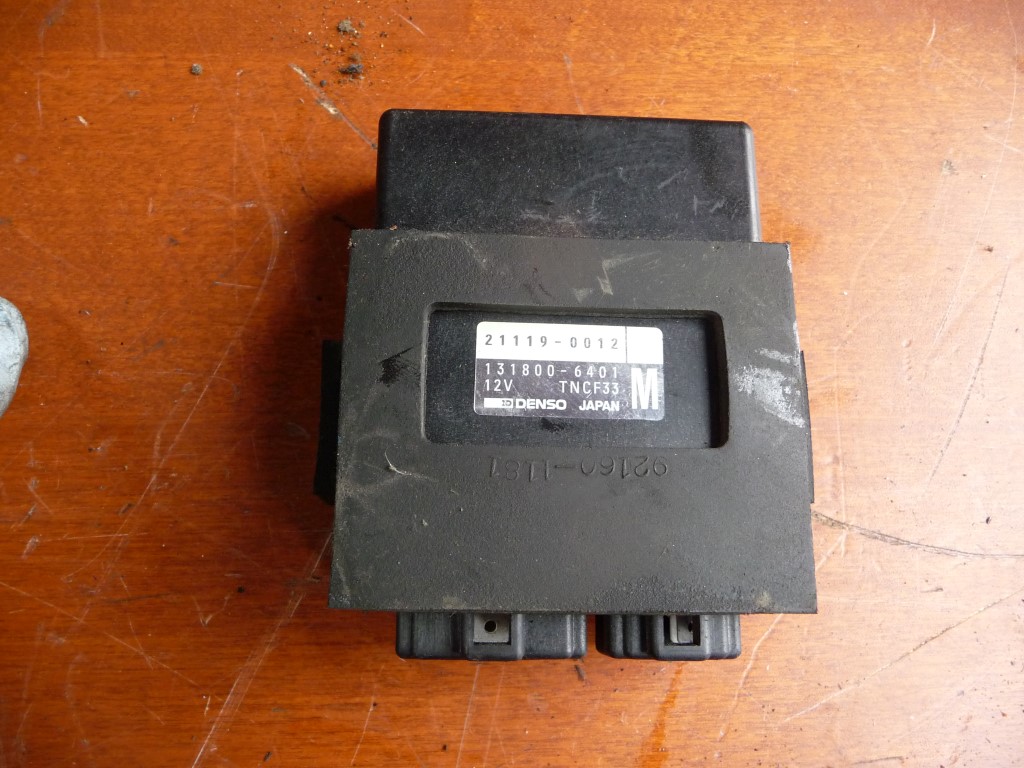 21119-0012
131800-6401
12V TNCF33 M
DENSO JAPAN
92160-1181